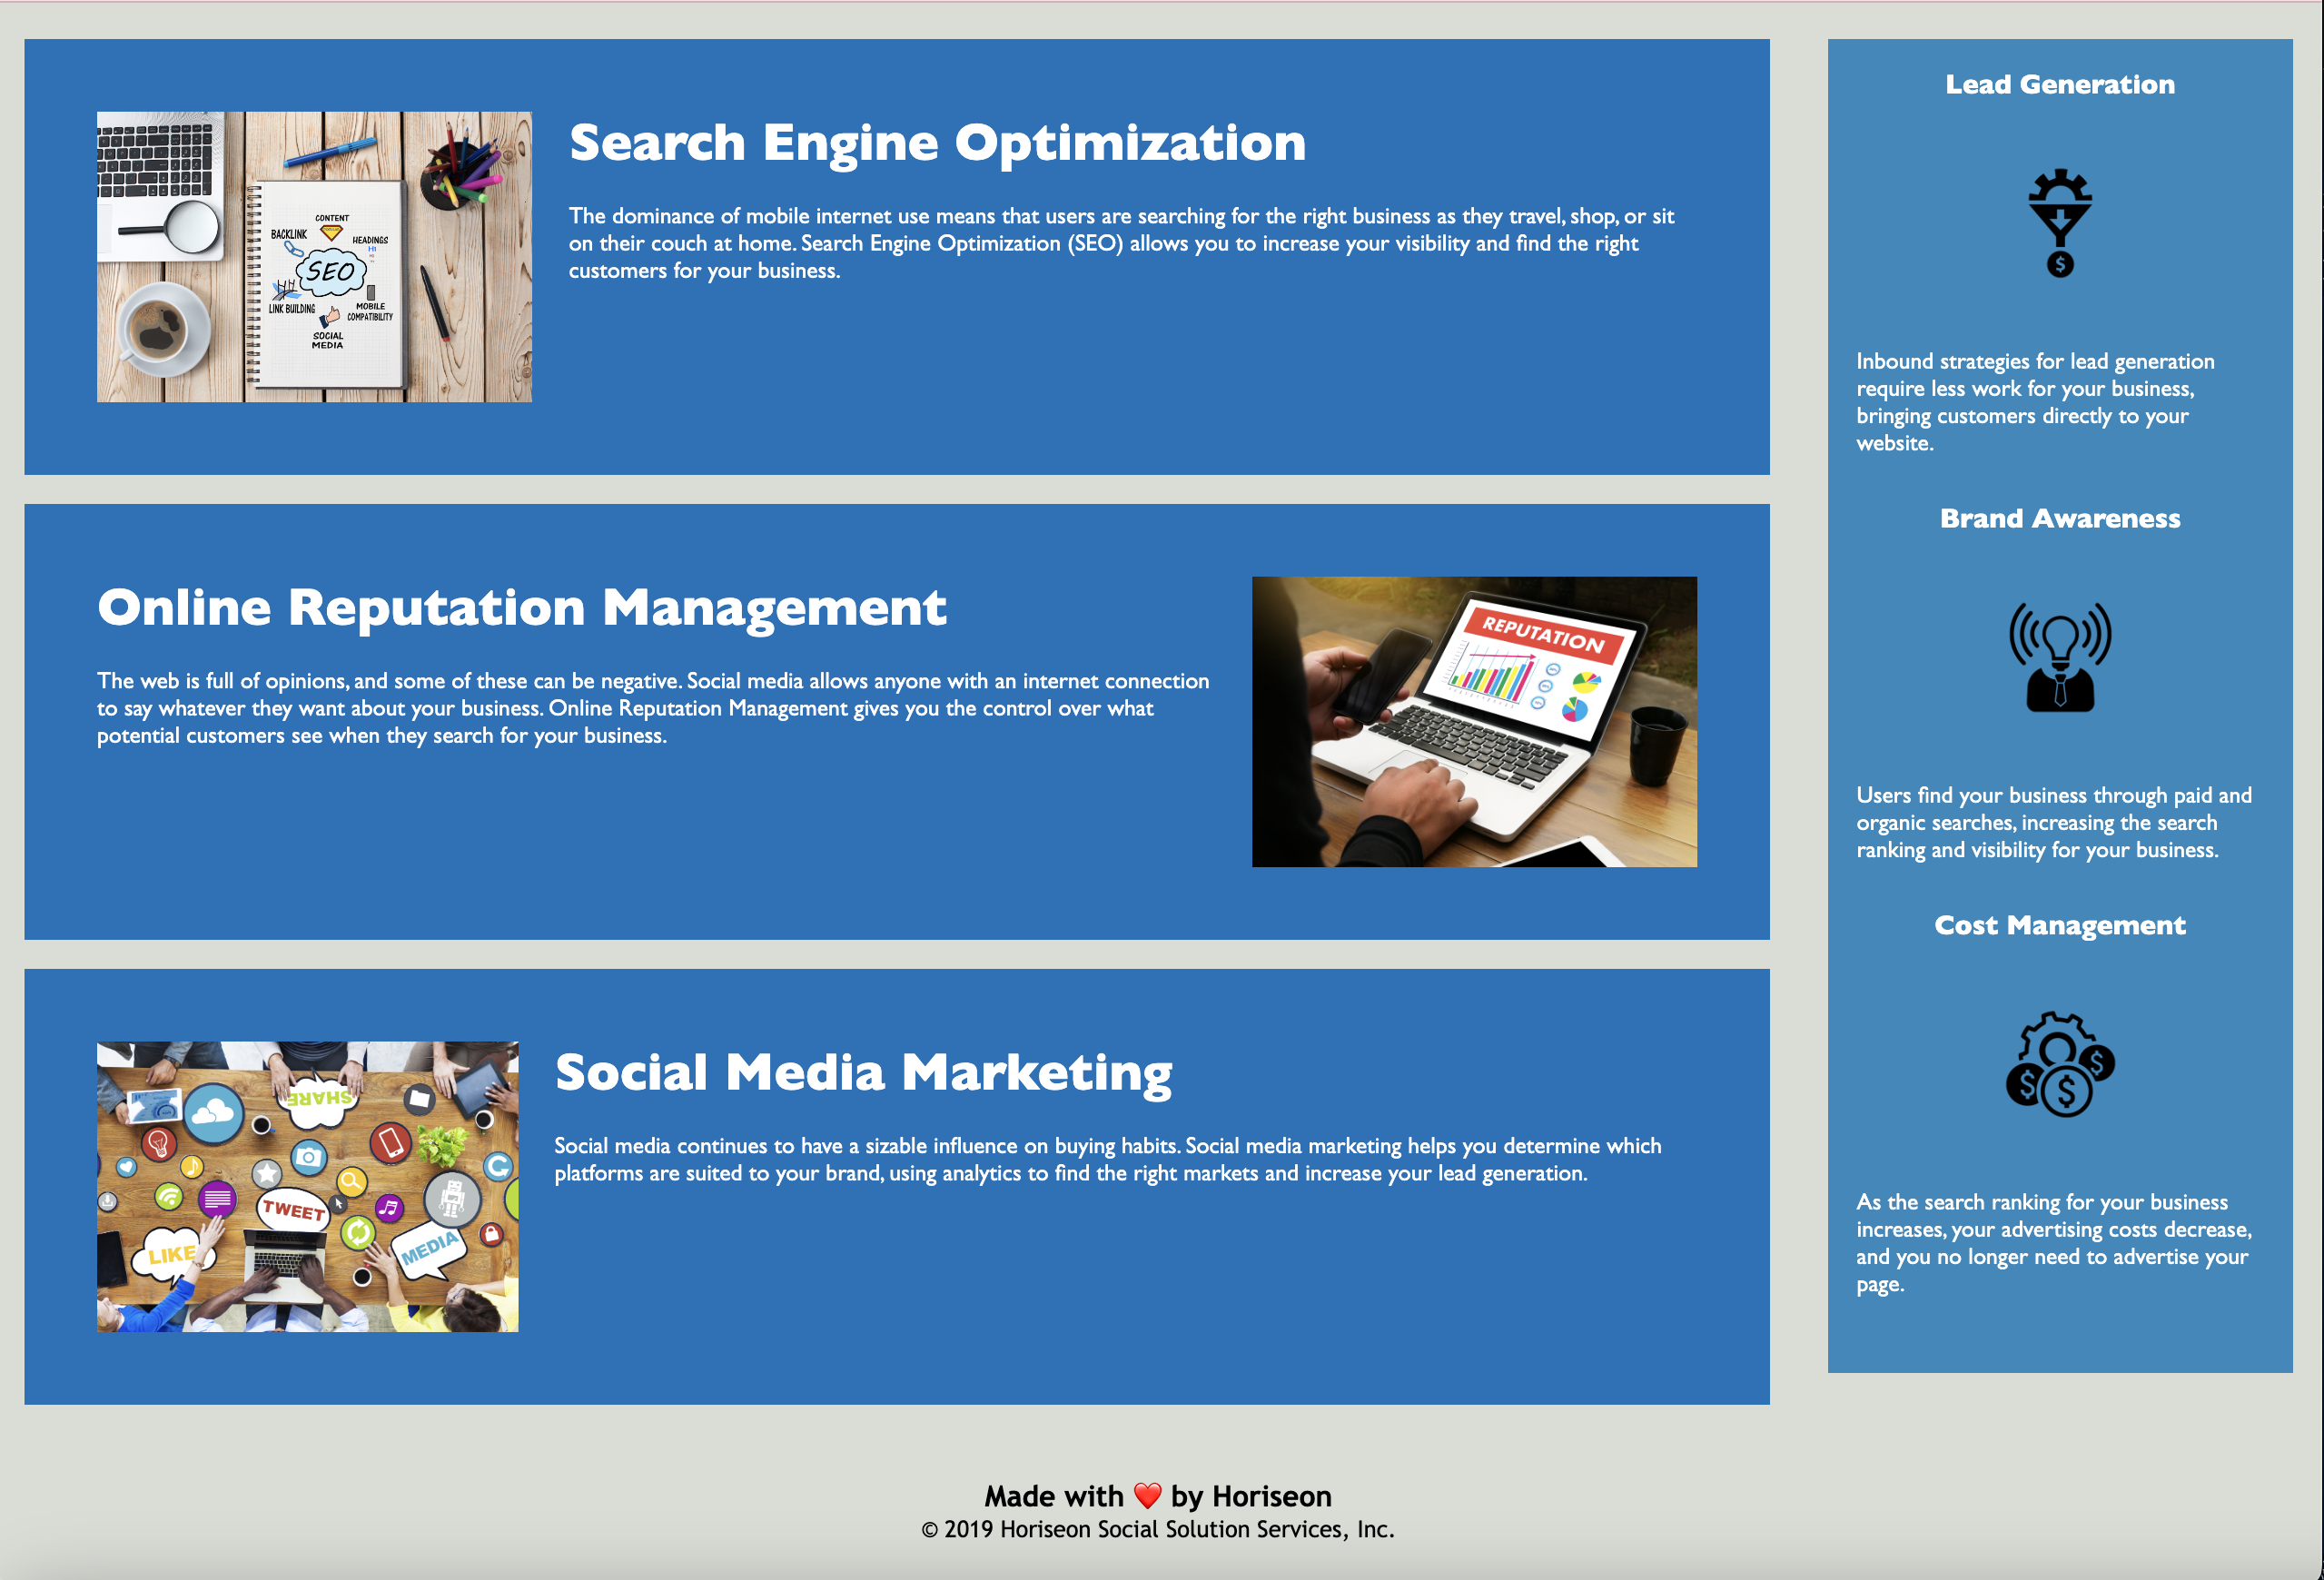 Search Engine Optimization
The dominance of mobile internet use means that users are searching for the right business as they travel, shop, or sit
on their couch at home. Search Engine Optimization (SEO) allows you to increase your visibility and find the right
customers for your business.
CONTENT
BACKLINK
HEADINGS
H1
SEO
LINK BUILDING
MOBILE
COMPATIBILITY
SOCIAL
MEDIA
Online Reputation Management
The web is full of opinions, and some of these can be negative. Social media allows anyone with an internet connection
to say whatever they want about your business. Online Reputation Management gives you the control over what
potential customers see when they search for your business.
REPUTATION
Social Media Marketing
Social media continues to have a sizable influence on buying habits. Social media marketing helps you determine which
platforms are suited to your brand, using analytics to find the right markets and increase your lead generation.
SHARE
TWEET
LIKE
MEDIA
Lead Generation
$
Inbound strategies for lead generation
require less work for your business,
bringing customers directly to your
website.
Brand Awareness
Users find your business through paid and
organic searches, increasing the search
ranking and visibility for your business.
Cost Management
$ $ $
As the search ranking for your business
increases, your advertising costs decrease,
and you no longer need to advertise your
page.
Made with ❤️ by Horiseon
© 2019 Horiseon Social Solution Services, Inc.